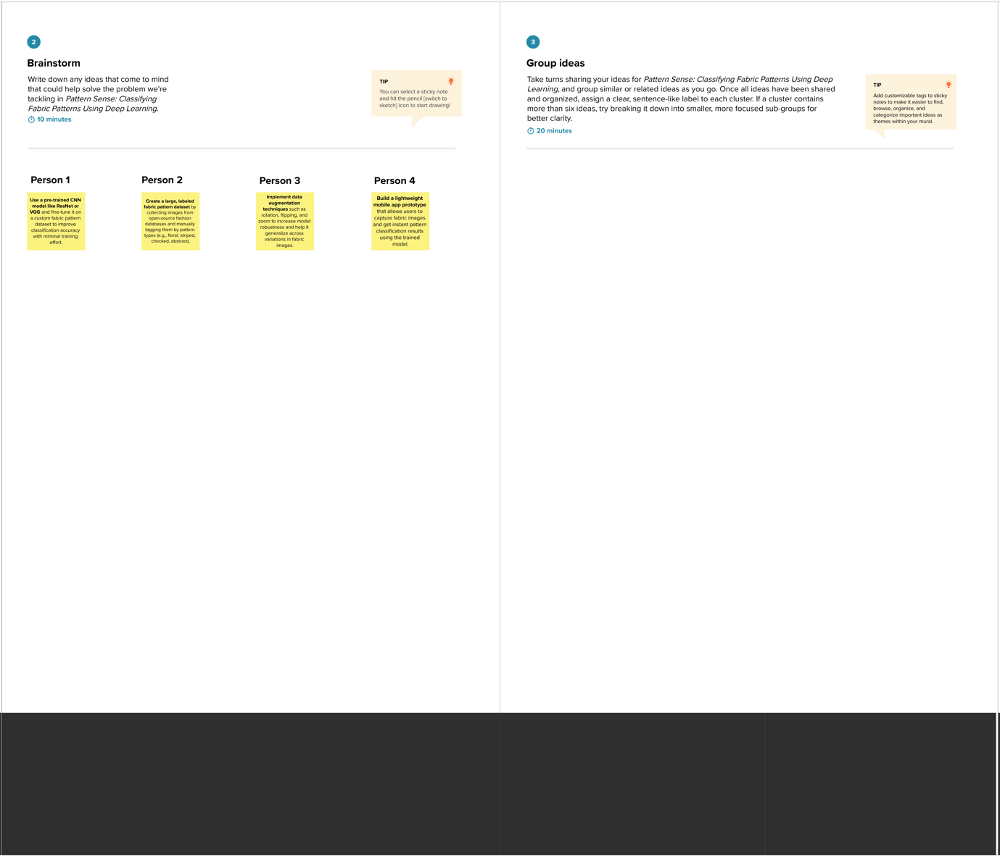 2
Brainstorm
Write down any ideas that come to mind
that could help solve the problem we're
tackling in Pattern Sense: Classifying
Fabric Patterns Using Deep Learning.
10 minutes
TIP
You can select a sticky note
and hit the pencil [switch to
sketch] icon to start drawing!
Person 1
Use a pre-trained CNN
model like ResNet or
VGG and fine-tune it on
a custom fabric pattern
dataset to improve
classification accuracy
with minimal training
effort.
Person 2
Create a large, labeled
fabric pattern dataset by
collecting images from
open-source fashion
databases and manually
tagging them by pattern
types (e.g., floral, striped,
checked, abstract).
Person 3
Implement data
augmentation
techniques such as
rotation, flipping, and
zoom to increase model
robustness and help it
generalize across
variations in fabric
images.
Person 4
Build a lightweight
mobile app prototype
that allows users to
capture fabric images
and get instant pattern
classification results
using the trained
model.
3
Group ideas
Take turns sharing your ideas for Pattern Sense: Classifying Fabric Patterns Using Deep
Learning, and group similar or related ideas as you go. Once all ideas have been shared
and organized, assign a clear, sentence-like label to each cluster. If a cluster contains
more than six ideas, try breaking it down into smaller, more focused sub-groups for
better clarity.
20 minutes
TIP
Add customizable tags to sticky
notes to make it easier to find,
browse, organize, and
categorize important ideas as
themes within your mural.